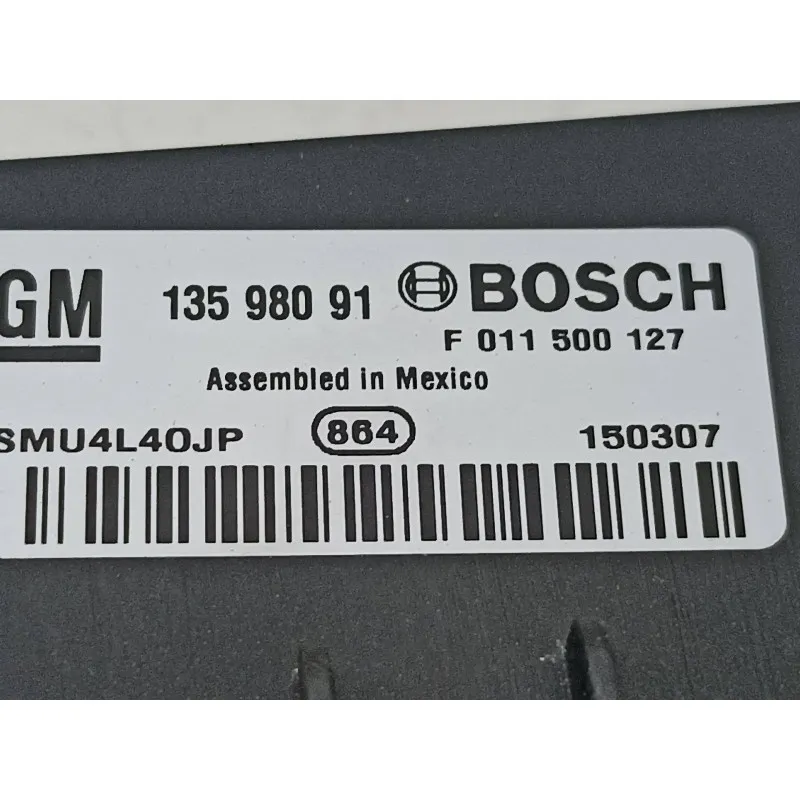 GM 135 980 91 BOSCH
F 011 500 127
Assembled in Mexico
SMU4L40JP 864 150307